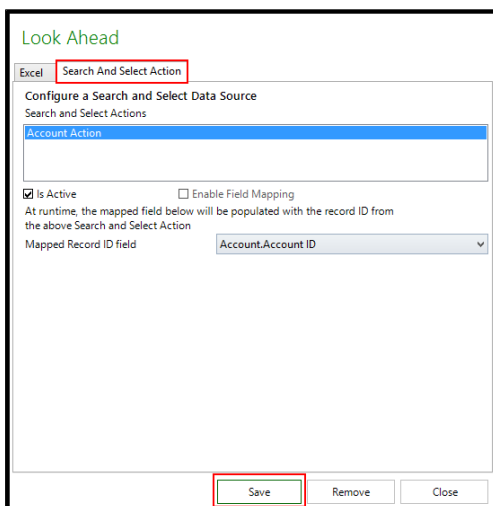 Look Ahead
Excel Search And Select Action
Configure a Search and Select Data Source
Search and Select Actions
Account Action
Is Active Enable Field Mapping
At runtime, the mapped field below will be populated with the record ID from
the above Search and Select Action
Mapped Record ID field Account.Account ID
Save Remove Close